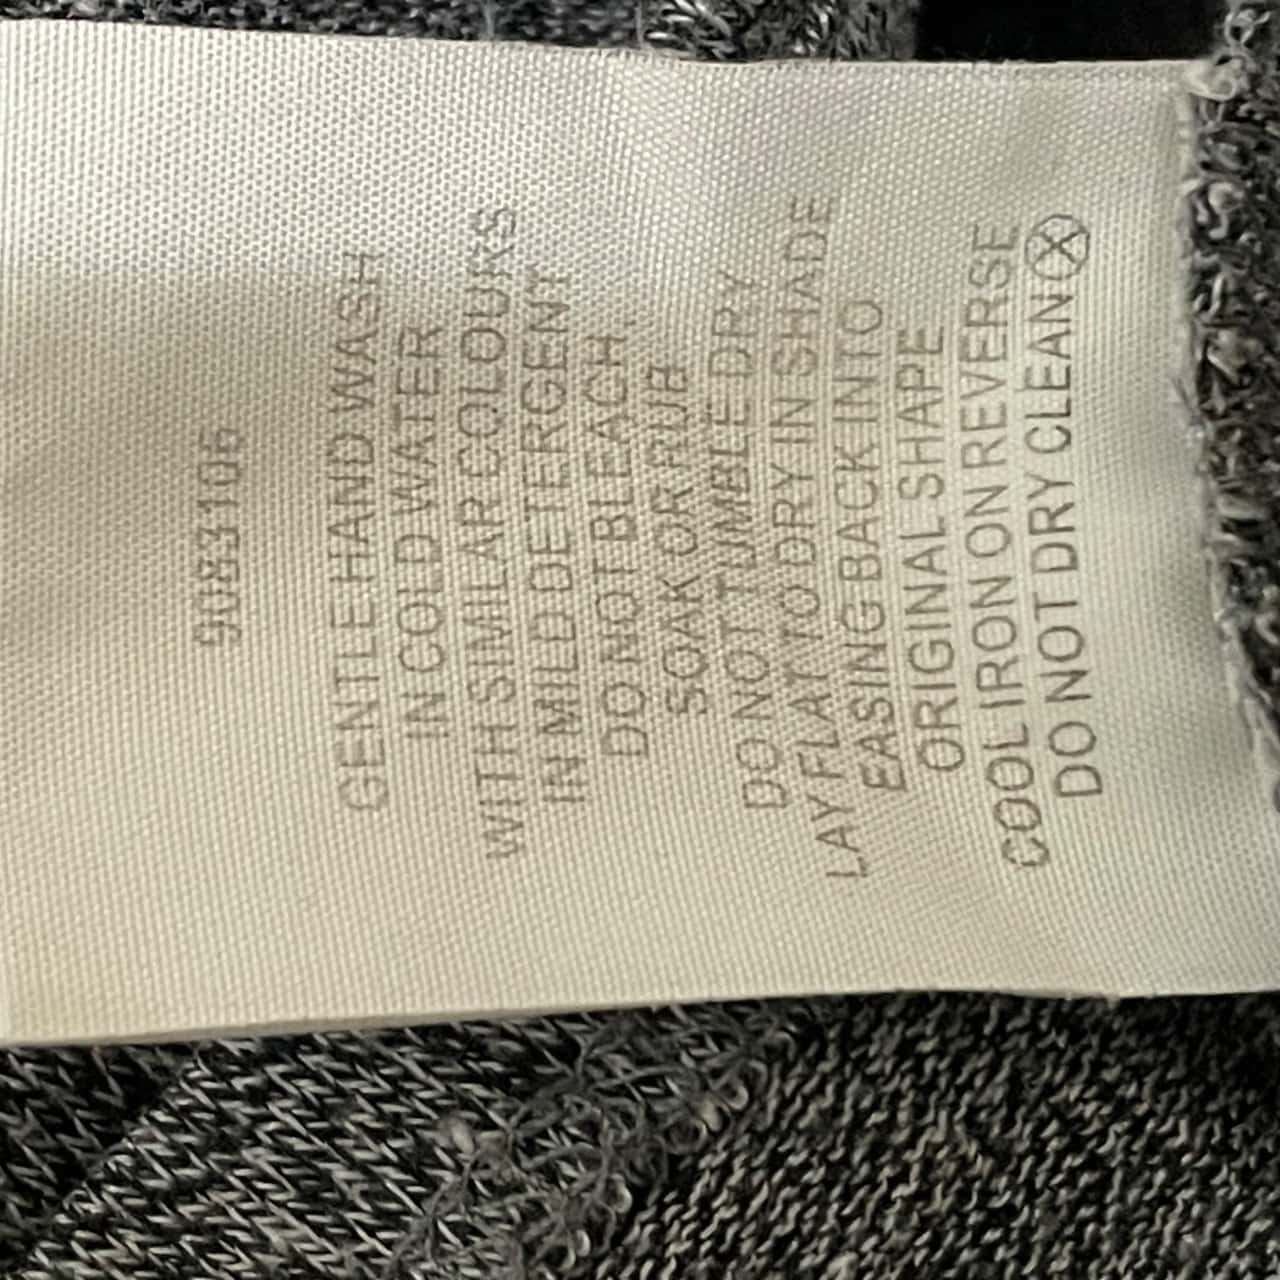 9083106
GENTLE HAND WASH
IN COLD WATER
WITH SIMILAR COLOURS
IN MILD DETERGENT
DO NOT BLEACH,
SOAK OR RUB
DO NOT TUMBLE DRY
LAY FLAT TO DRY IN SHADE
EASING BACK INTO
ORIGINAL SHAPE
COOL IRON ON REVERSE
DO NOT DRY CLEAN